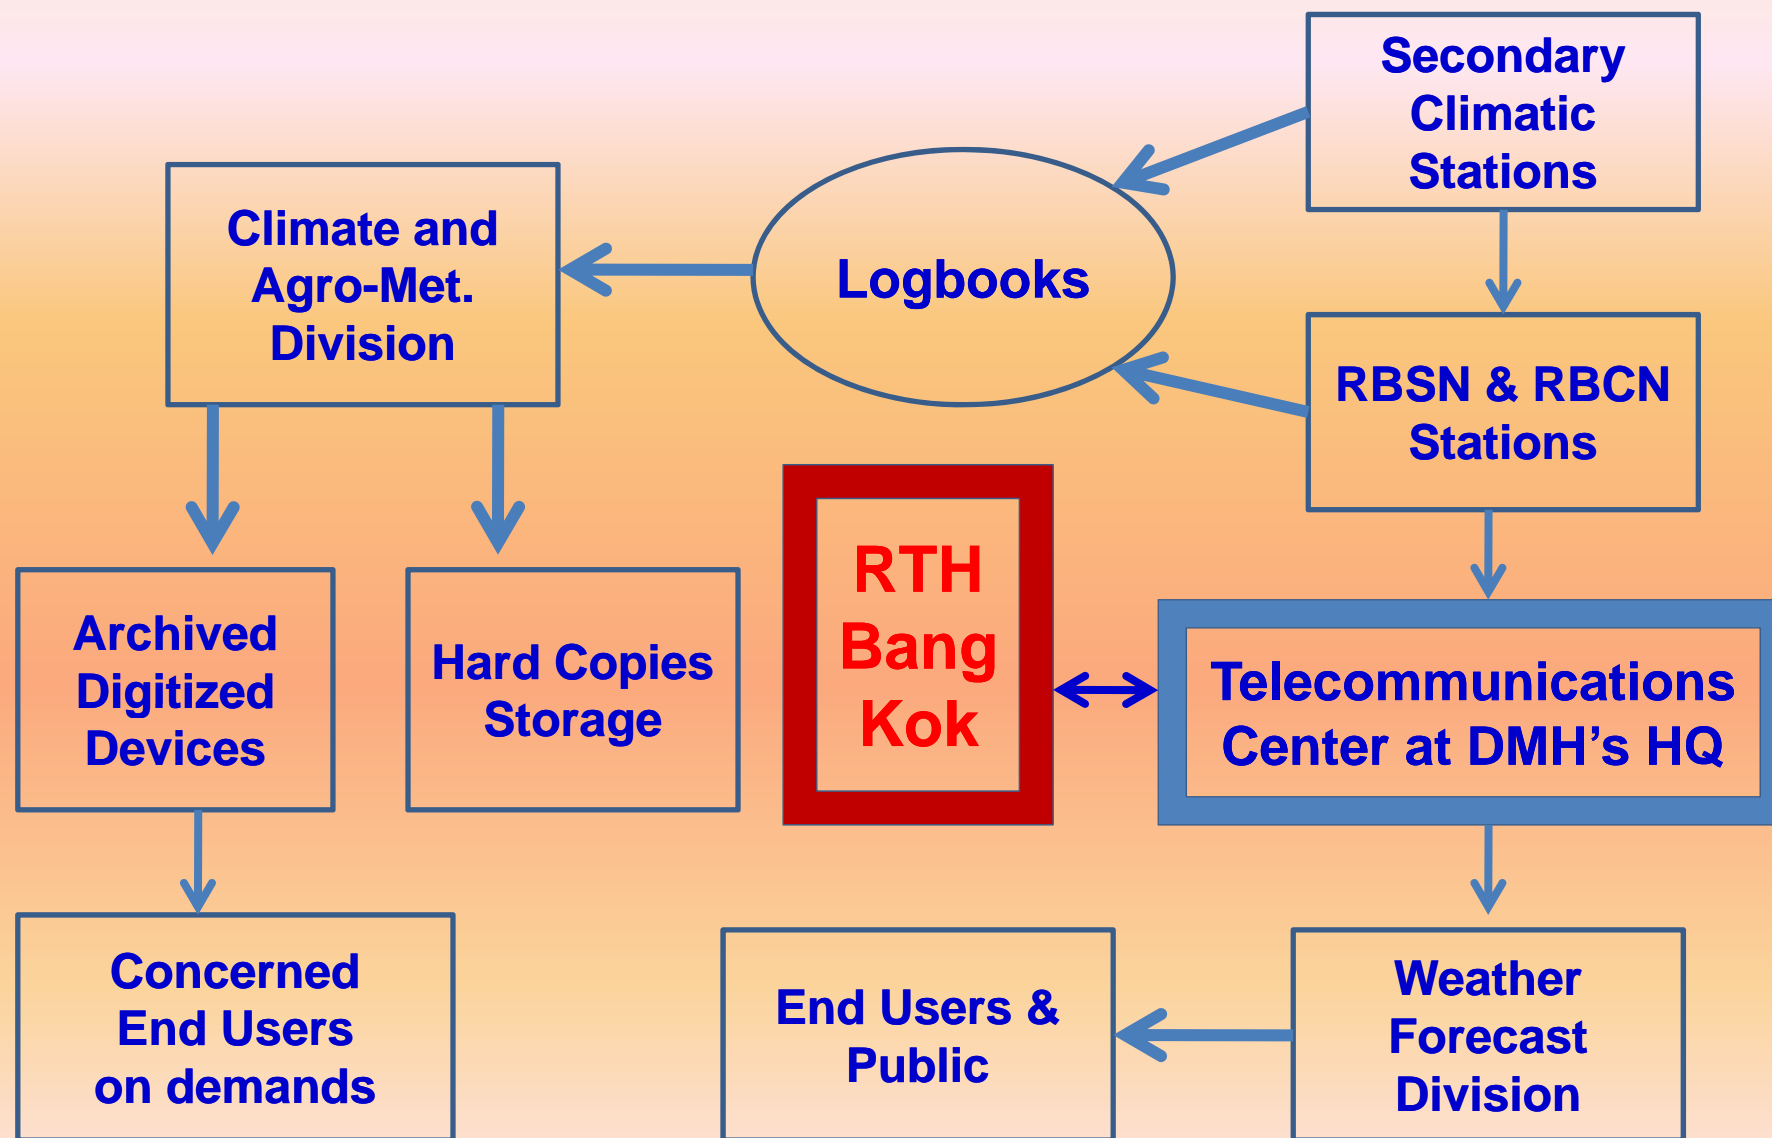 Secondary
Climatic
Stations
Climate and
Agro-Met.
Division
Logbooks
RBSN & RBCN
Stations
RTH
Bang
Kok
Archived
Digitized
Devices
Hard Copies
Storage
Telecommunications
Center at DMH’s HQ
Concerned
End Users
on demands
End Users &
Public
Weather
Forecast
Division